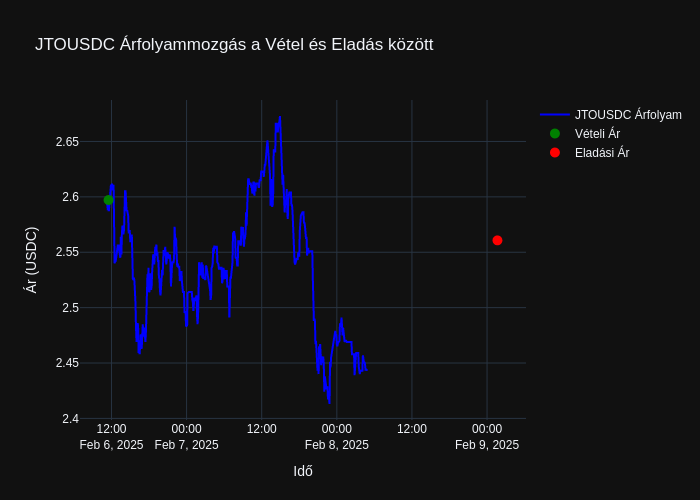 JTOUSDC Árfolyammozgás a Vétel és Eladás között
JTOUSDC Árfolyam
Vételi Ár
Eladási Ár
Ár (USDC)
2.65
2.6
2.55
2.5
2.45
2.4
12:00 00:00 12:00 00:00 12:00 00:00
Feb 6, 2025 Feb 7, 2025 Feb 8, 2025 Feb 9, 2025
Idő